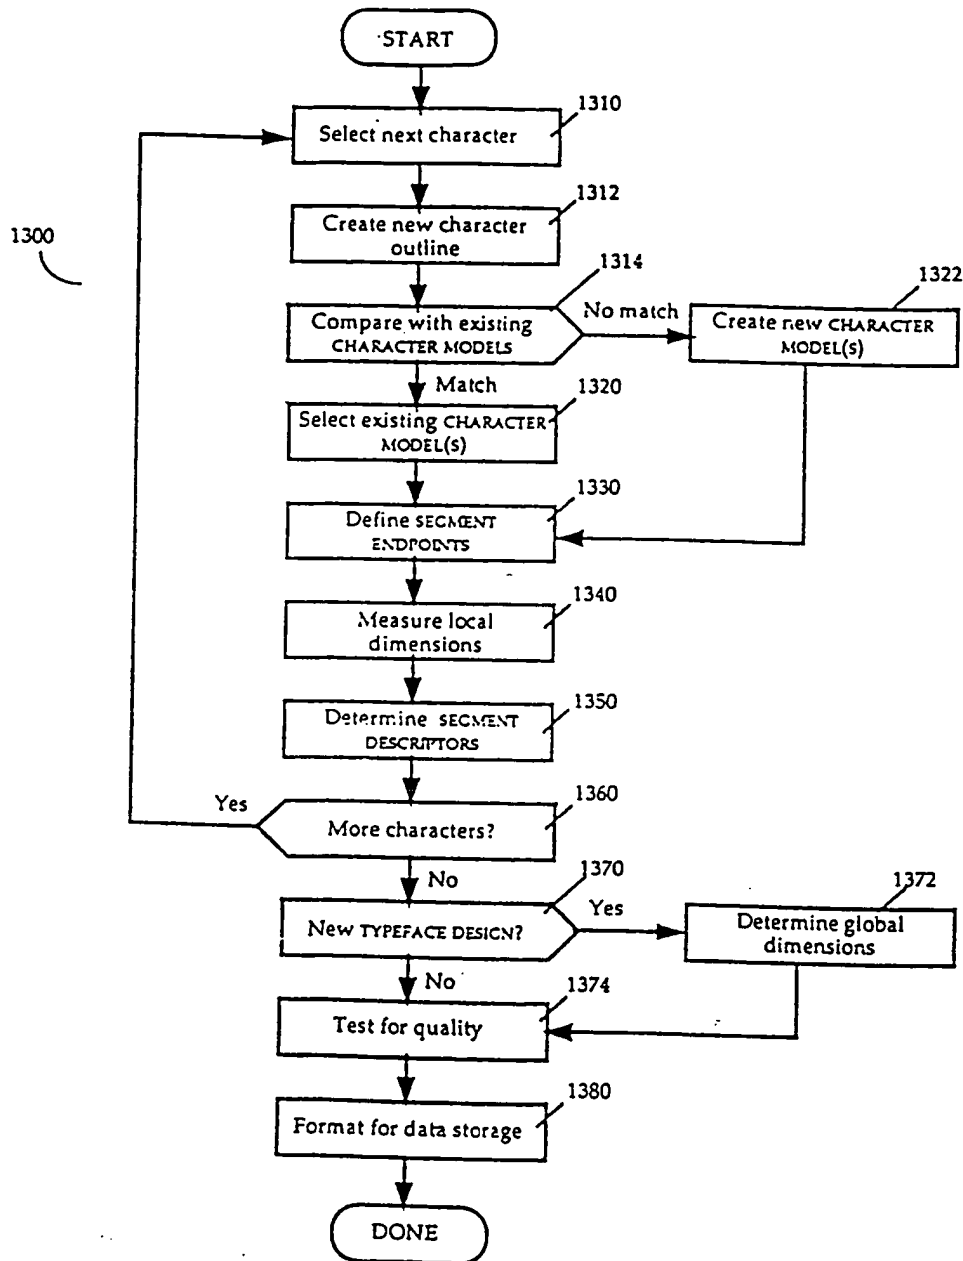 START
1310
Select next character
1312
Create new character
outline
1300
1314
1322
Compare with existing
CHARACTER MODELS
No match
Create new CHARACTER
MODEL(S)
Match
1320
Select existing CHARACTER
MODEL(S)
1330
Define SEGMENT
ENDPOINTS
1340
Measure local
dimensions
1350
Determine SEGMENT
DESCRIPTORS
Yes
1360
More characters?
No
1370
1372
New TYPEFACE DESIGN?
Yes
Determine global
dimensions
No
1374
Test for quality
1380
Format for data storage
DONE